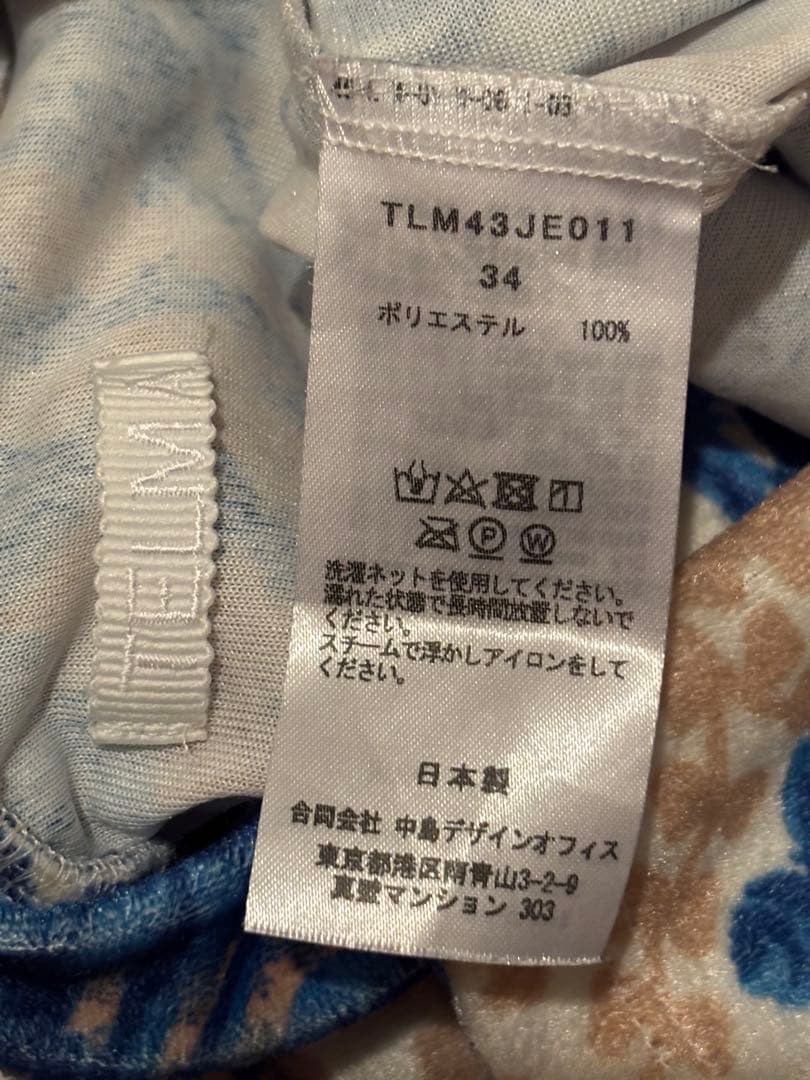 TLM43JE011
34
ポリエステル 100%
P W
洗濯ネットを使用してください。
濡れた状態で長時間放置しないで
ください。
スチームで浮かしアイロンをして
ください。
日本製
合同会社 中島デザインオフィス
東京都港区南青山3-2-9
真壁マンション 303
TELMA